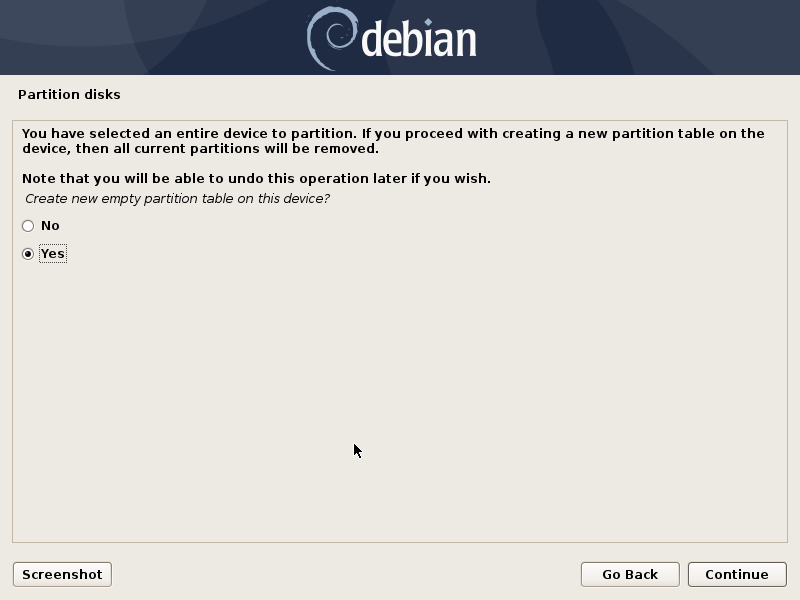 debian
Partition disks
You have selected an entire device to partition. If you proceed with creating a new partition table on the
device, then all current partitions will be removed.
Note that you will be able to undo this operation later if you wish.
Create new empty partition table on this device?
No
Yes
Screenshot
Go Back
Continue